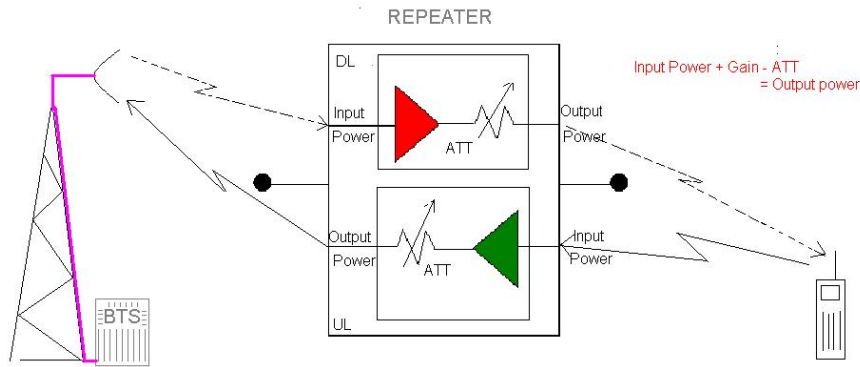 REPEATER
DL
Input Power + Gain - ATT
= Output power
Input
Power
ATT
Output
Power
Output
Power
ATT
Input
Power
BTS
UL